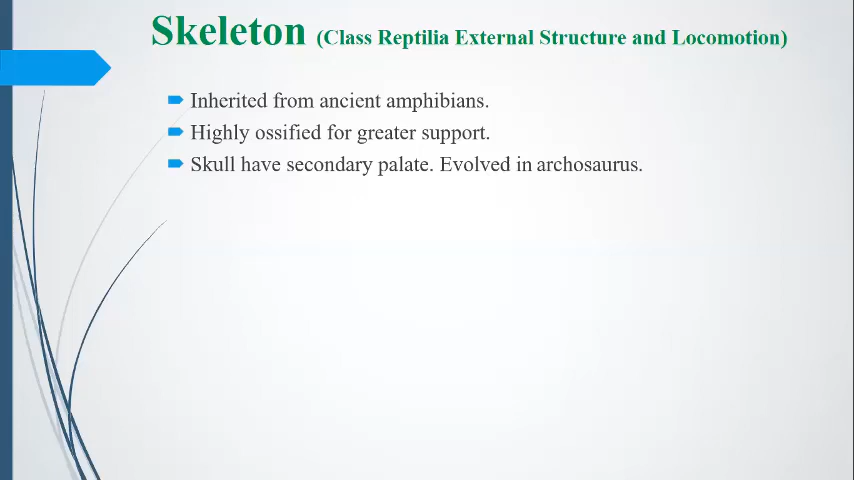 Skeleton (Class Reptilia External Structure and Locomotion)
Inherited from ancient amphibians.
Highly ossified for greater support.
Skull have secondary palate. Evolved in archosaurus.